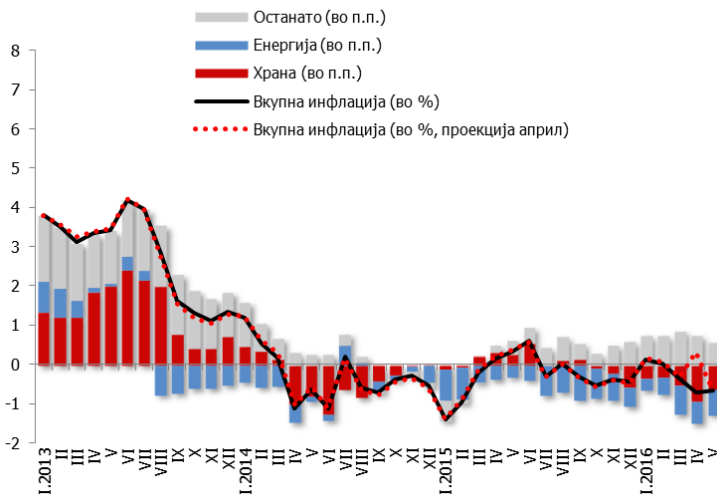 Останато (во п.п.)
Енергија (во п.п.)
Храна (во п.п.)
Вкупна инфлација (во %)
Вкупна инфлација (во %, проекција април)
8
7
6
5
4
3
2
1
0
-1
-2
I.2013
II
III
IV
V
VI
VII
VIII
IX
X
XI
XII
I.2014
II
III
IV
V
VI
VII
VIII
IX
X
XI
XII
I.2015
II
III
IV
V
VI
VII
VIII
IX
X
XI
XII
I.2016
II
III
IV
V